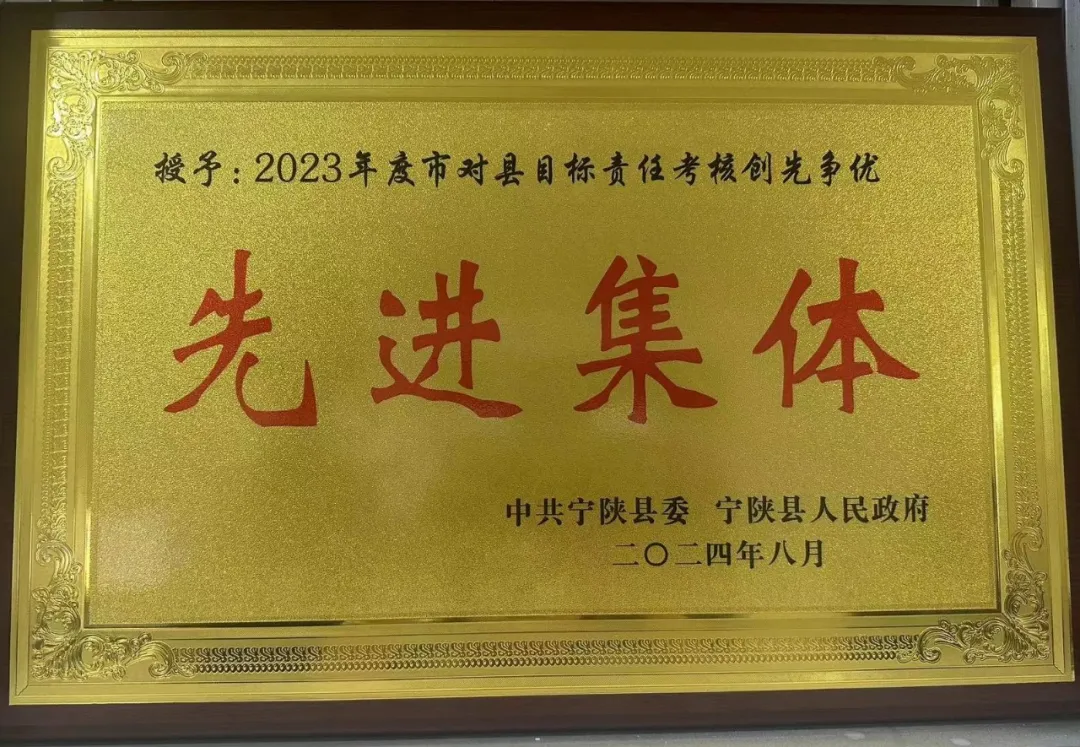 授予：2023年度市对县目标责任考核创先争优
先进集体
中共宁陕县委 宁陕县人民政府
二〇二四年八月